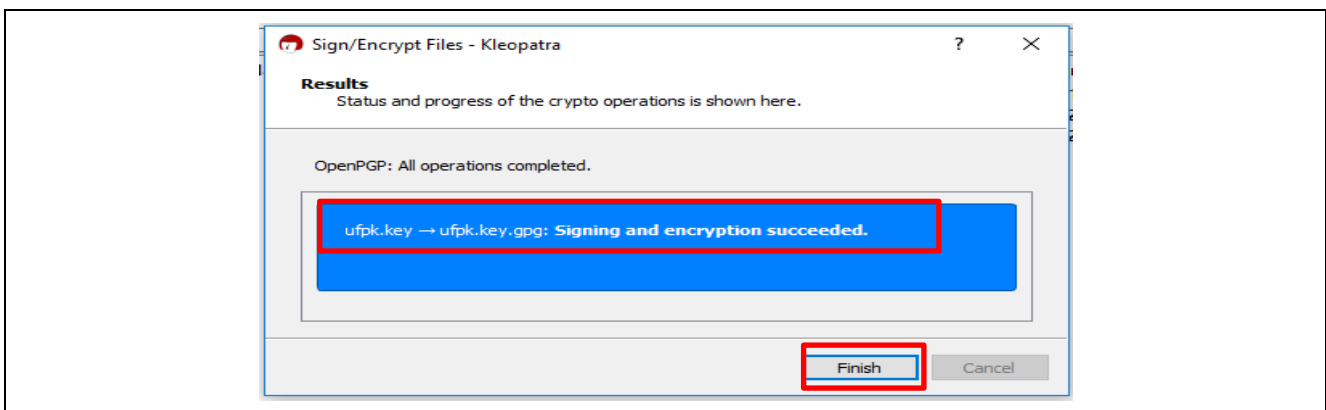 Sign/Encrypt Files - Kleopatra
?
Results
Status and progress of the crypto operations is shown here.
OpenPGP: All operations completed.
ufpk.key → ufpk.key.gpg: Signing and encryption succeeded.
Finish
Cancel